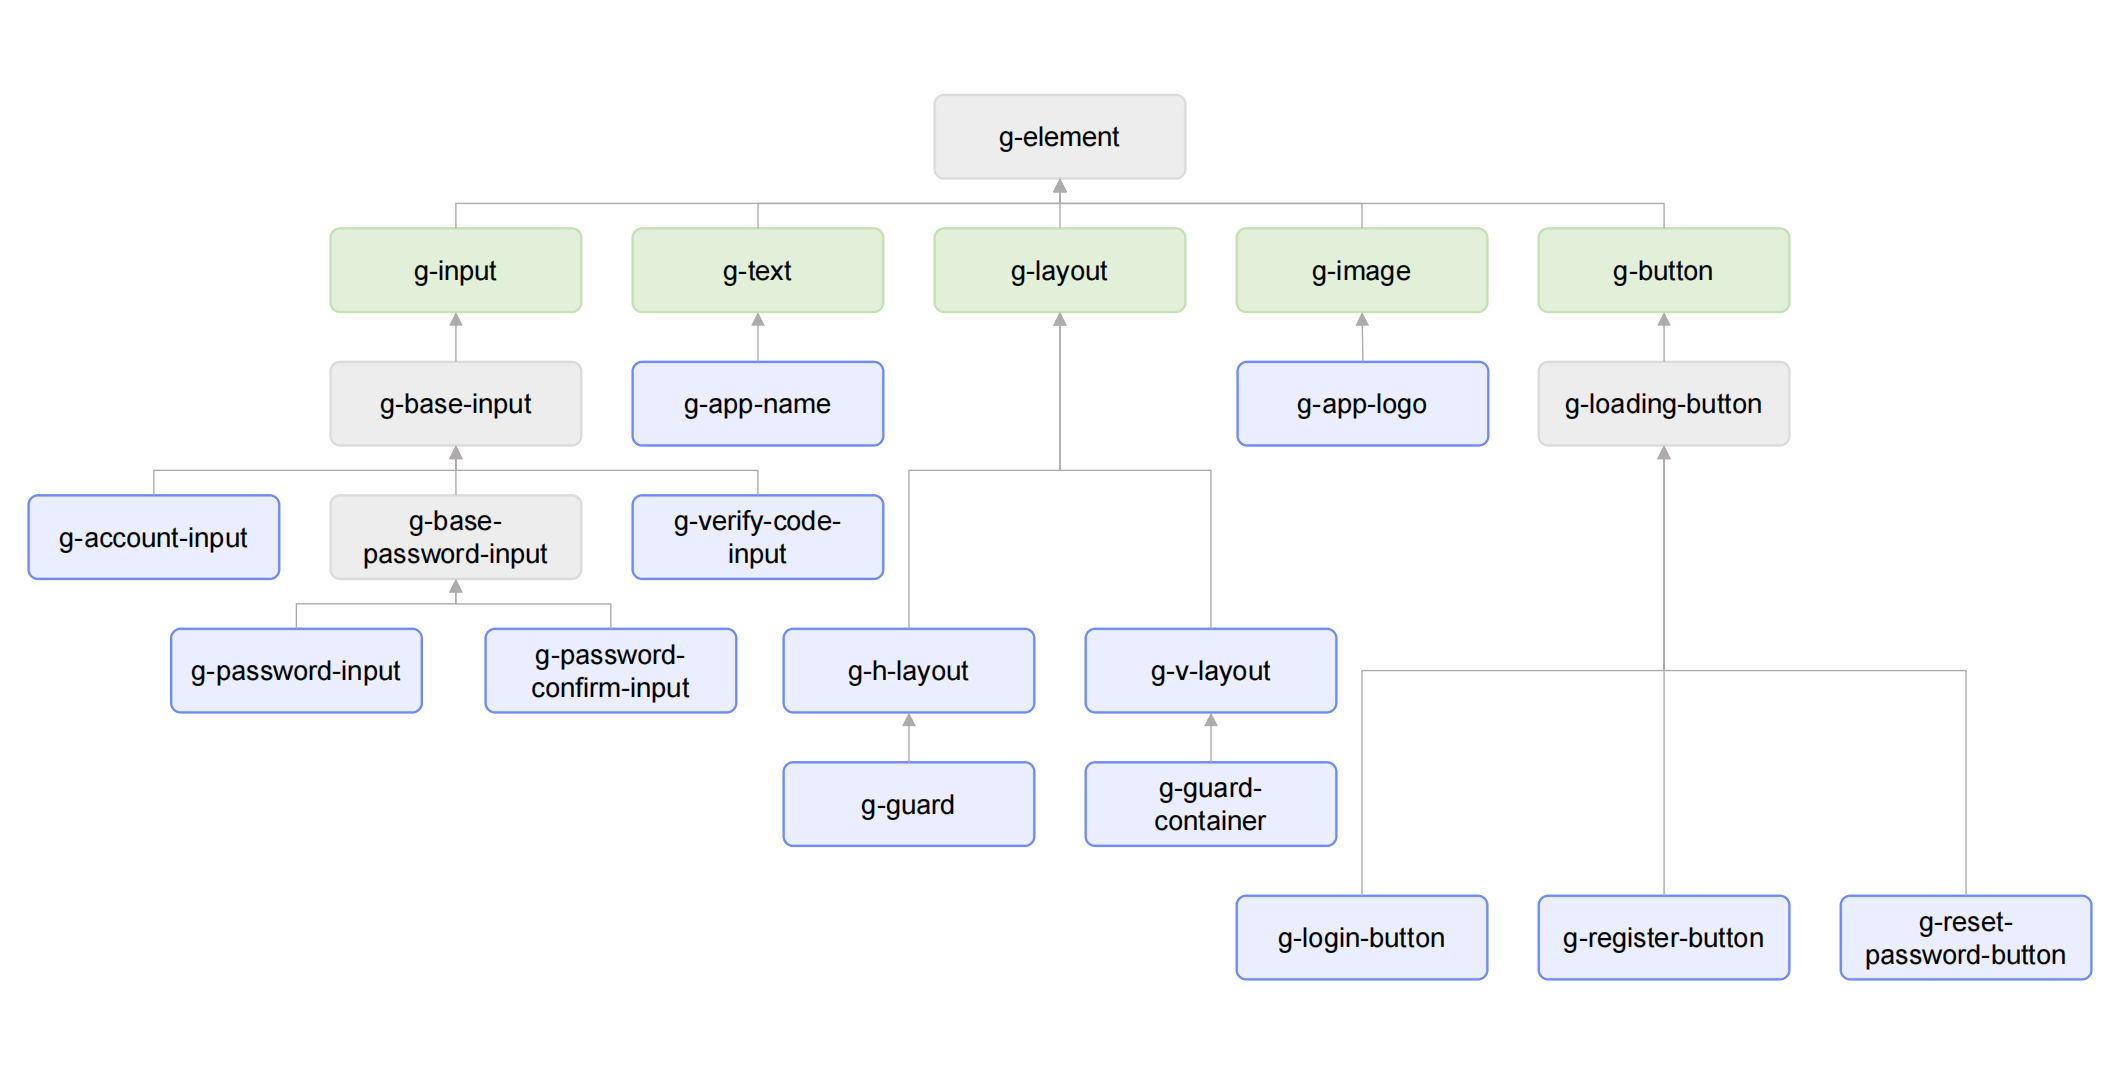 g-element
g-input
g-text
g-layout
g-image
g-button
g-base-input
g-app-name
g-app-logo
g-loading-button
g-account-input
g-base-
password-input
g-verify-code-
input
g-password-input
g-password-
confirm-input
g-h-layout
g-v-layout
g-guard
g-guard-
container
g-login-button
g-register-button
g-reset-
password-button